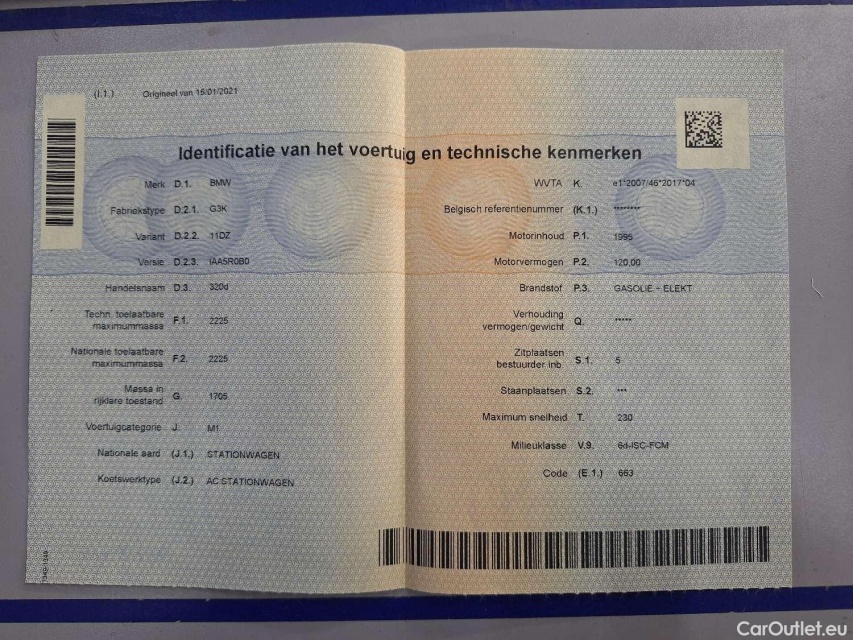 (I.1.) Origineel van 15/01/2021
Identificatie van het voertuig en technische kenmerken
Merk D.1. BMW
Fabriekstype D.2.1. G3K
Variant D.2.2. 11DZ
Versie D.2.3. IAA5R0B0
Handelsnaam D.3. 320d
Techn. toelaatbare
maximummassa F.1. 2225
Nationale toelaatbare
maximummassa F.2. 2225
Massa in
rijklare toestand G. 1705
Voertuigcategorie J. M1
Nationale aard (J.1.) STATIONWAGEN
Koetswerktype (J.2.) AC STATIONWAGEN
WVTA K. e1*2007/46*2017*04
Belgisch referentienummer (K.1.) ********
Motorinhoud P.1. 1995
Motorvermogen P.2. 120,00
Brandstof P.3. GASOLIE - ELEKT
Verhouding
vermogen/gewicht Q. *****
Zitplaatsen
bestuurder inb. S.1. 5
Staanplaatsen S.2. ***
Maximum snelheid T. 230
Milieuklasse V.9. 6d-ISC-FCM
Code (E.1.) 663
CarOutlet.eu